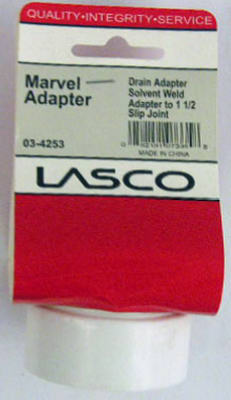 QUALITY•INTEGRITY•SERVICE
Marvel
Adapter
03-4253
Drain Adapter
Solvent Weld
Adapter to 1 1/2
Slip Joint
MADE IN CHINA
LASCO